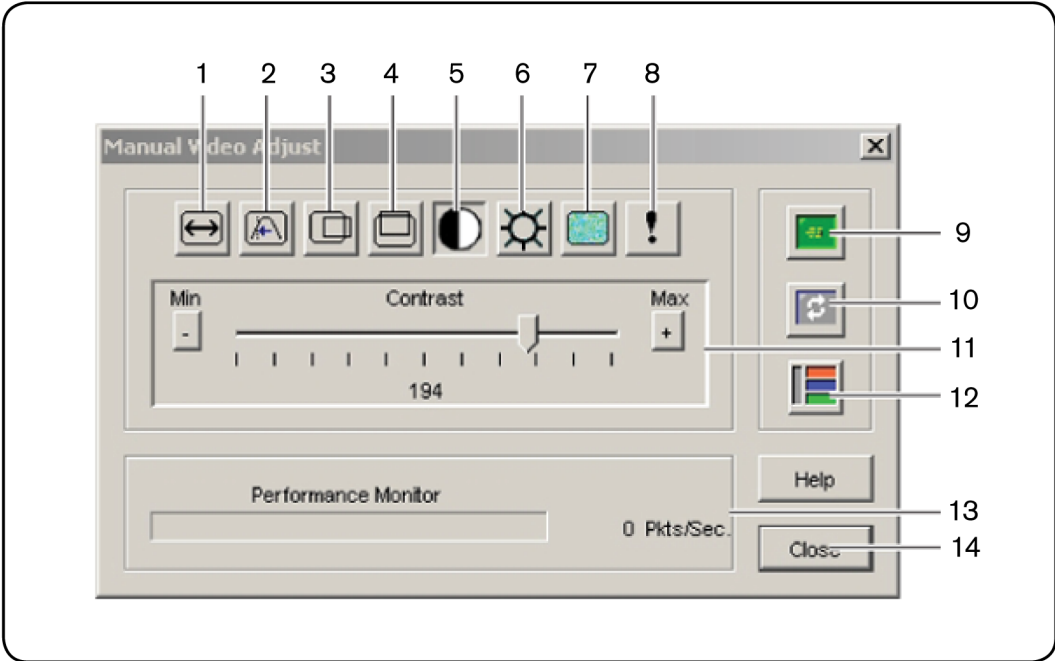 1 2 3 4 5 6 7 8
Manual Video Adjust
9
10
Min Contrast Max
- +
11
194
12
Help
Performance Monitor
13
0 Pkts/Sec.
Close 14